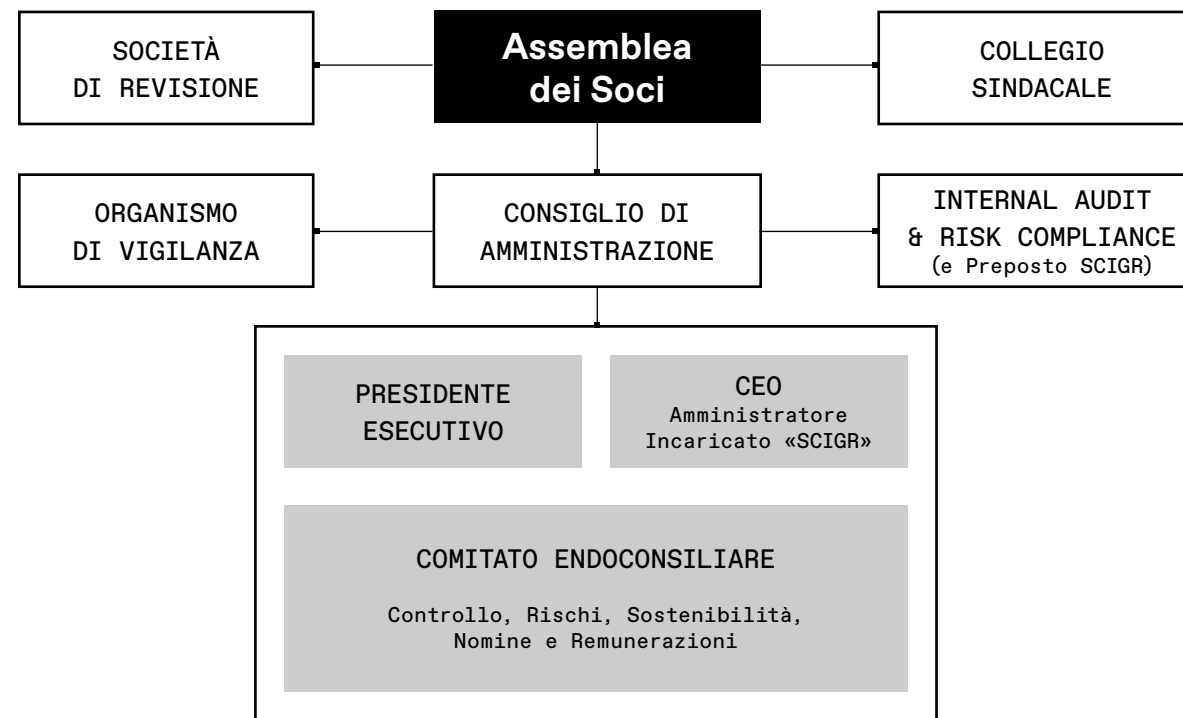 SOCIETÀ
DI REVISIONE
Assemblea
dei Soci
COLLEGIO
SINDACALE
ORGANISMO
DI VIGILANZA
CONSIGLIO DI
AMMINISTRAZIONE
INTERNAL AUDIT
& RISK COMPLIANCE
(e Preposto SCIGR)
PRESIDENTE
ESECUTIVO
CEO
Amministratore
Incaricato «SCIGR»
COMITATO ENDOCONSILIARE
Controllo, Rischi, Sostenibilità,
Nomine e Remunerazioni